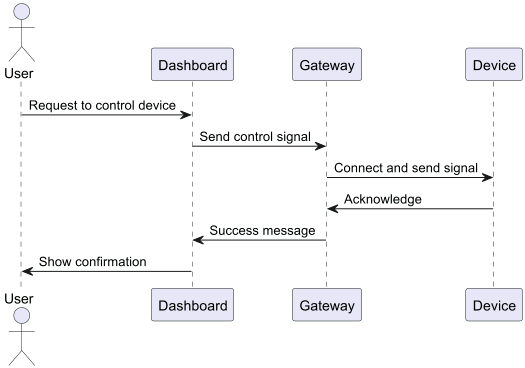 User
Dashboard
Gateway
Device
Request to control device
Send control signal
Connect and send signal
Acknowledge
Success message
Show confirmation
User
Dashboard
Gateway
Device